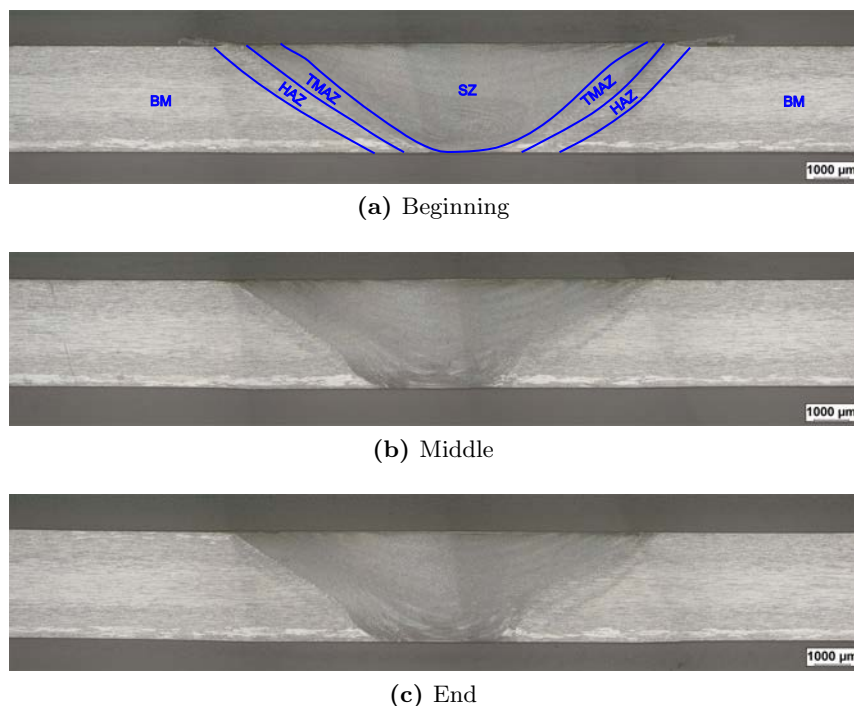 BM HAZ TMAZ SZ TMAZ HAZ BM
1000 µm
(a) Beginning
1000 µm
(b) Middle
1000 µm
(c) End